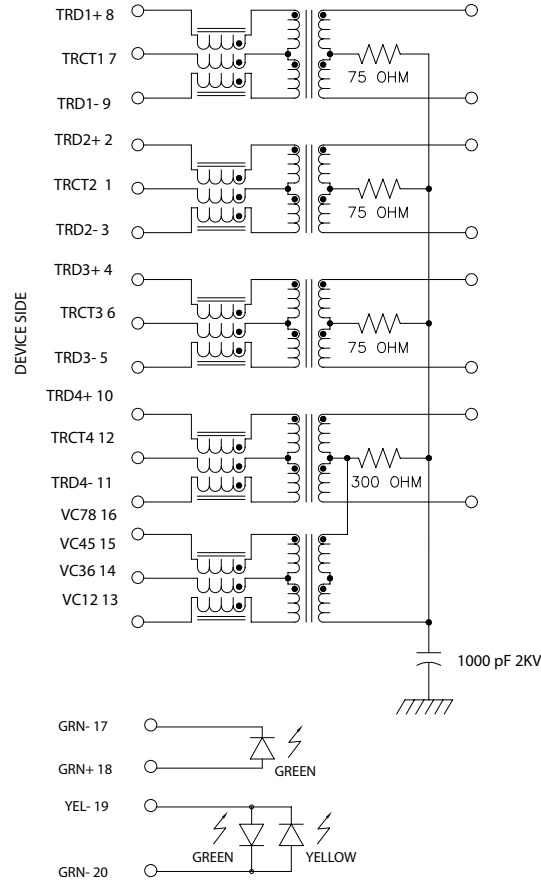 TRD1+ 8
TRCT1 7
75 OHM
TRD1- 9
TRD2+ 2
TRCT2 1
75 OHM
TRD2- 3
TRD3+ 4
TRCT3 6
75 OHM
TRD3- 5
DEVICE SIDE
TRD4+ 10
TRCT4 12
300 OHM
TRD4- 11
VC78 16
VC45 15
VC36 14
VC12 13
1000 pF 2KV
GRN- 17
GRN+ 18
GREEN
YEL- 19
GREEN
YELLOW
GRN- 20